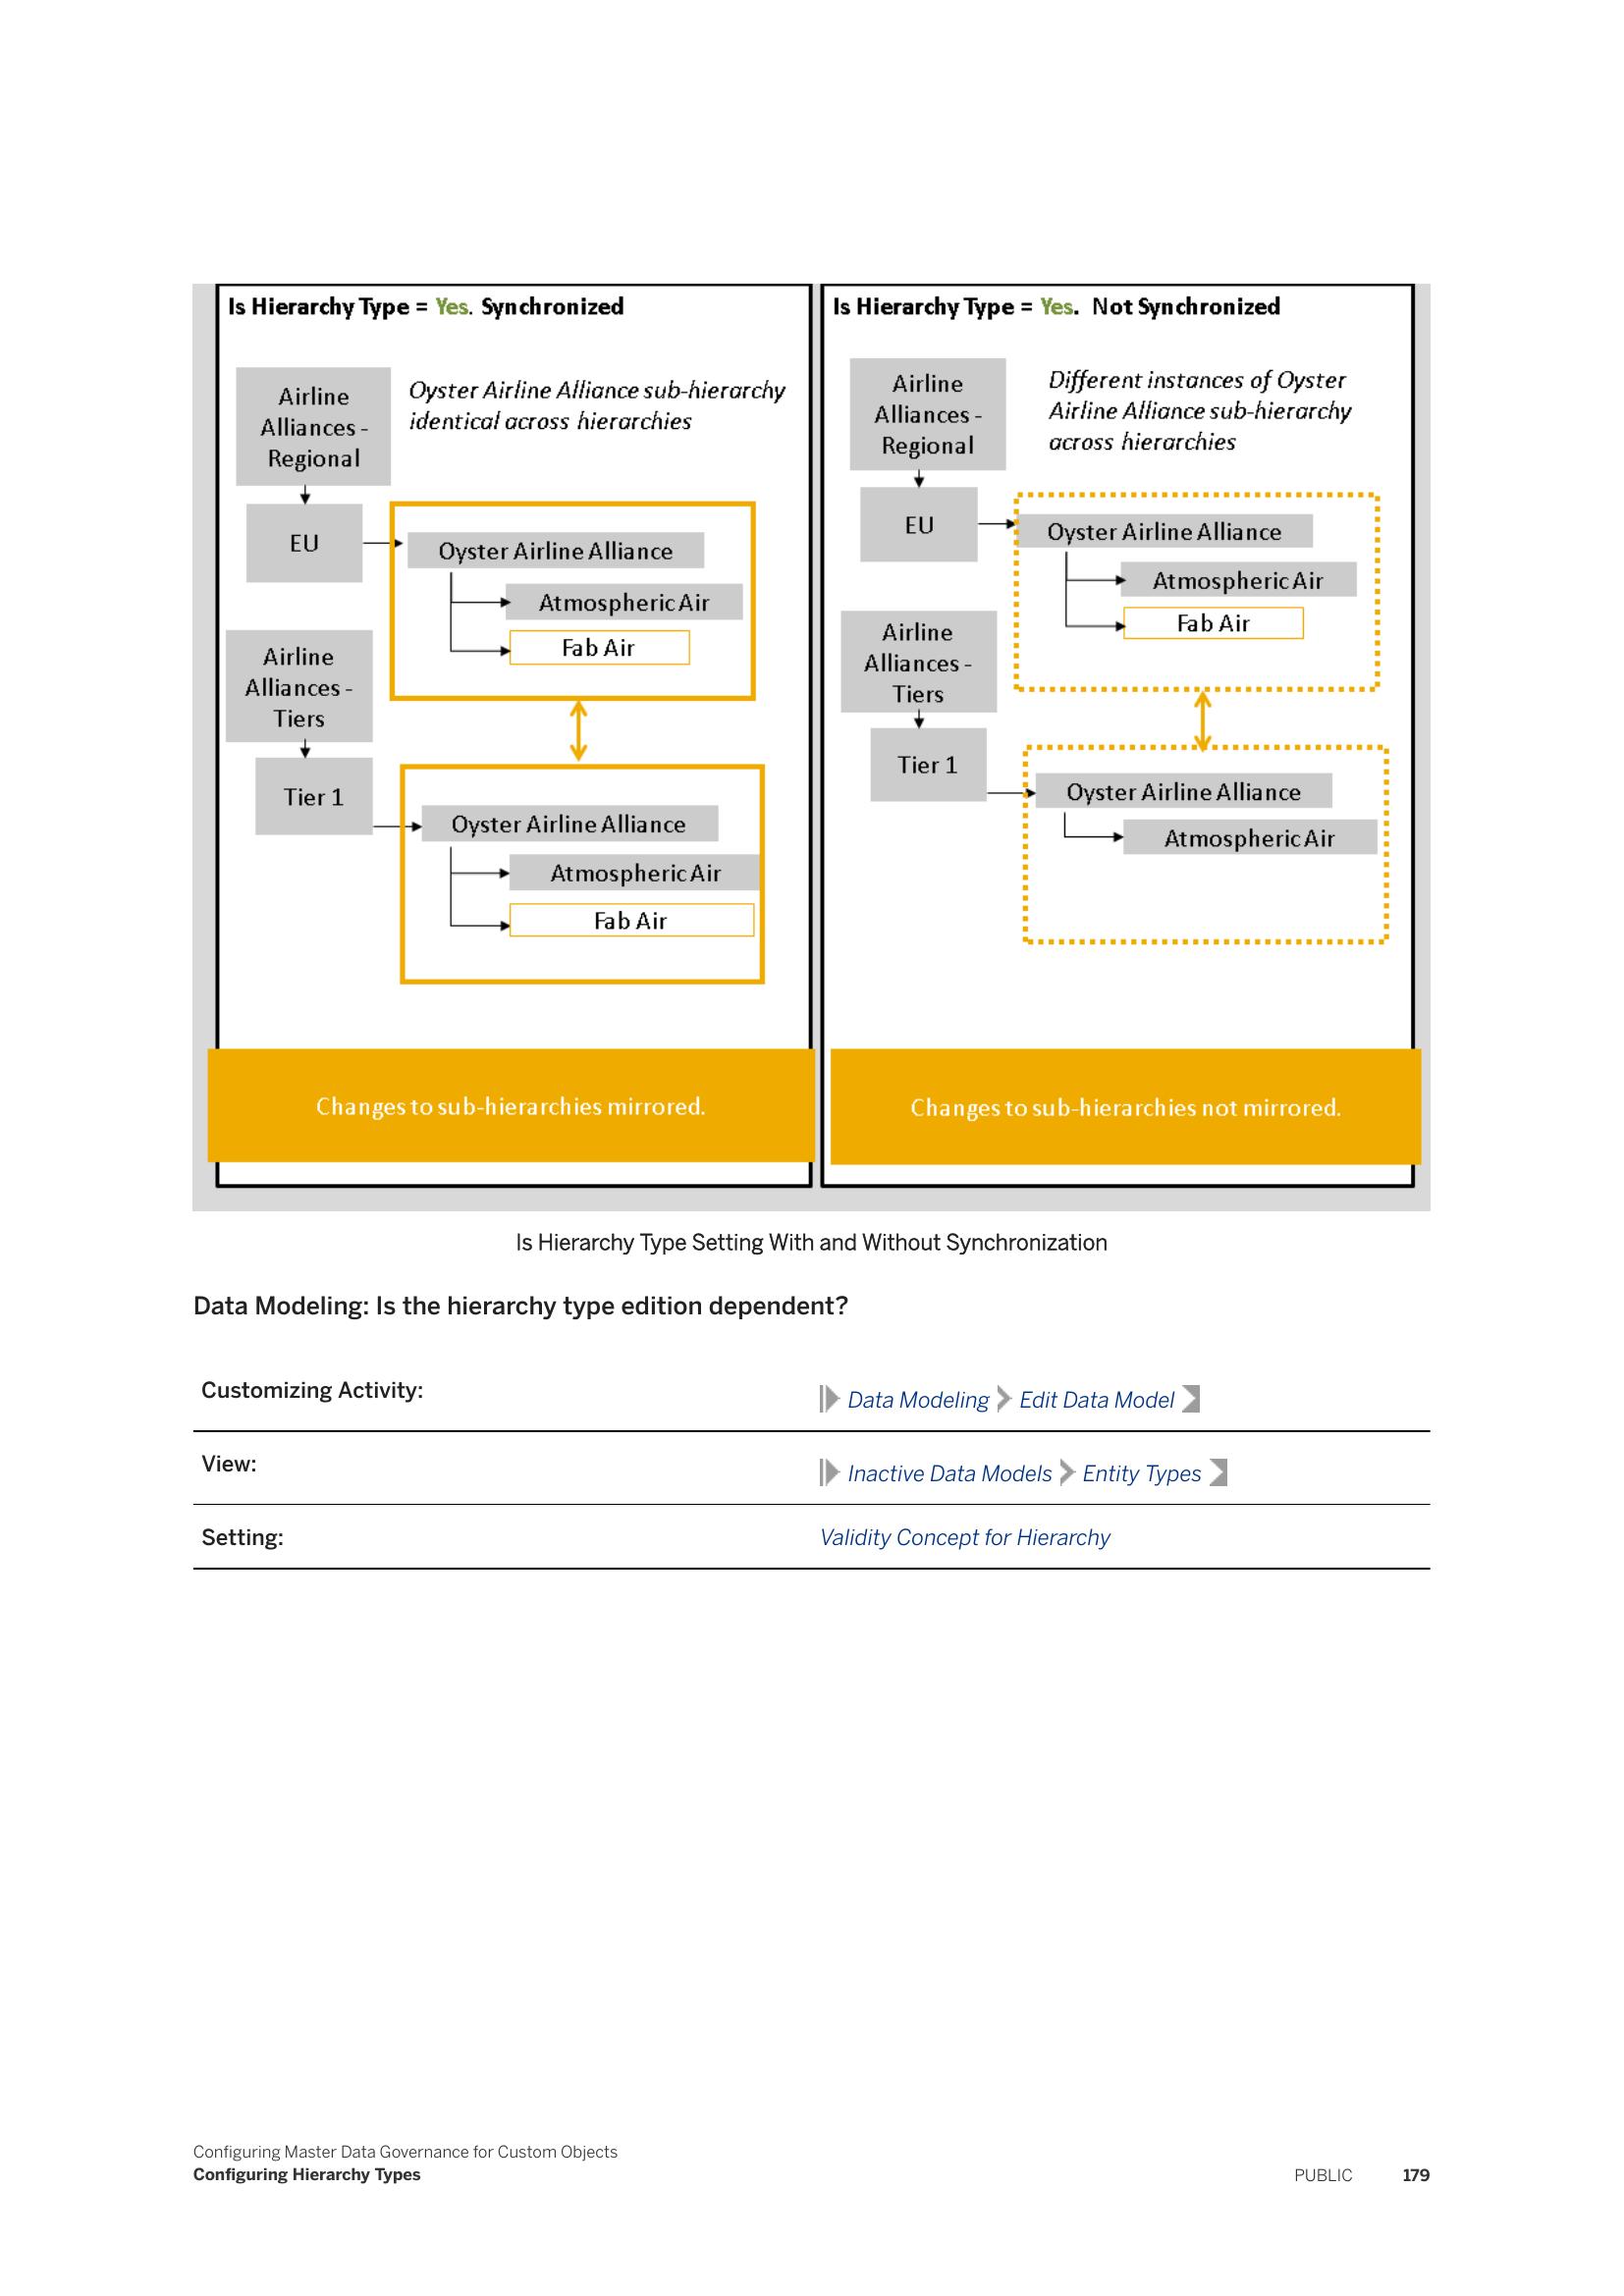 Is Hierarchy Type = Yes. Synchronized
Airline
Alliances -
Regional
Oyster Airline Alliance sub-hierarchy
identical across hierarchies
EU
Oyster Airline Alliance
Atmospheric Air
Fab Air
Airline
Alliances -
Tiers
Tier 1
Oyster Airline Alliance
Atmospheric Air
Fab Air
Changes to sub-hierarchies mirrored.
Is Hierarchy Type = Yes. Not Synchronized
Airline
Alliances -
Regional
Different instances of Oyster
Airline Alliance sub-hierarchy
across hierarchies
EU
Oyster Airline Alliance
Atmospheric Air
Fab Air
Airline
Alliances -
Tiers
Tier 1
Oyster Airline Alliance
Atmospheric Air
Changes to sub-hierarchies not mirrored.
Is Hierarchy Type Setting With and Without Synchronization
Data Modeling: Is the hierarchy type edition dependent?
Customizing Activity: Data Modeling Edit Data Model
View: Inactive Data Models Entity Types
Setting: Validity Concept for Hierarchy
Configuring Master Data Governance for Custom Objects
Configuring Hierarchy Types PUBLIC 179